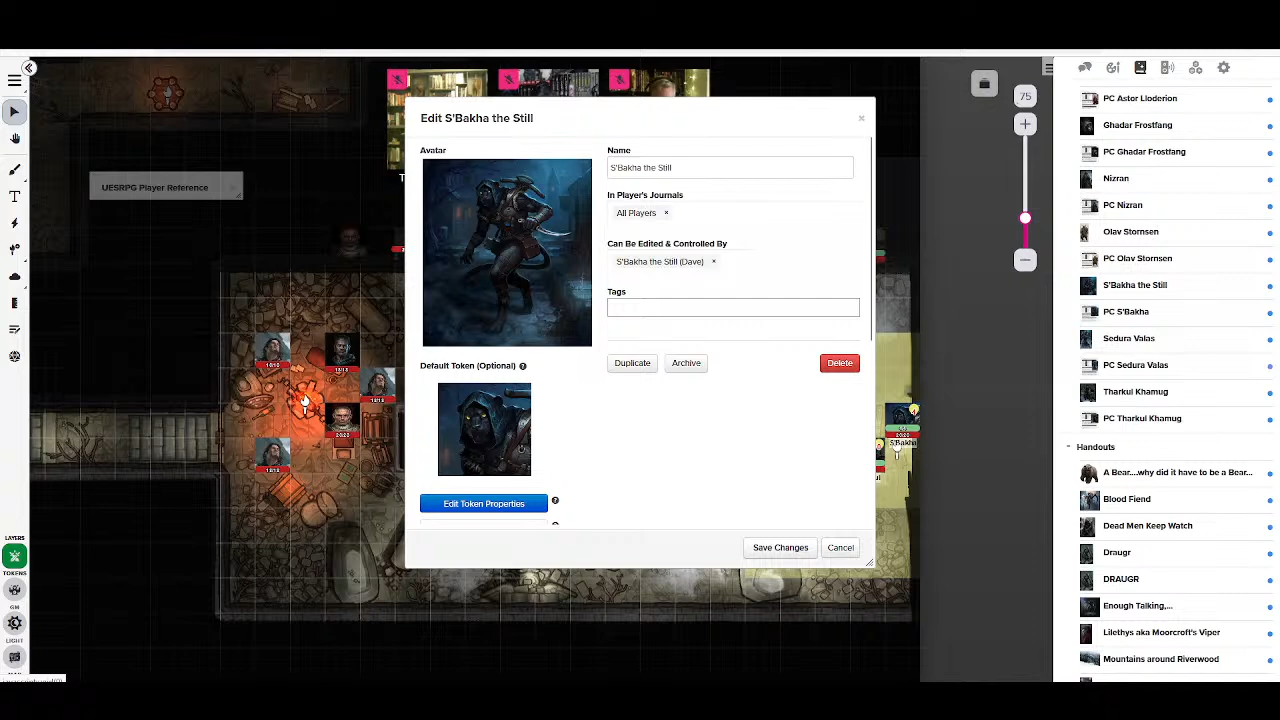 75
UESRPG Player Reference
Edit S'Bakha the Still
×
Avatar
Name
S'Bakha the Still
In Player's Journals
All Players ×
Can Be Edited & Controlled By
S'Bakha the Still (Dave) ×
Tags
Duplicate
Archive
Delete
Default Token (Optional)
Edit Token Properties
Save Changes
Cancel
S'Bakha
LAYERS
TOKENS
GM
LIGHT
PC Astor Lloderion
Ghadar Frostfang
PC Ghadar Frostfang
Nizran
PC Nizran
Olav Stornsen
PC Olav Stornsen
S'Bakha the Still
PC S'Bakha
Sedura Valas
PC Sedura Valas
Tharkul Khamug
PC Tharkul Khamug
Handouts
A Bear....why did it have to be a Bear...
Blood Fiend
Dead Men Keep Watch
Draugr
DRAUGR
Enough Talking,...
Lilethys aka Moorcroft's Viper
Mountains around Riverwood